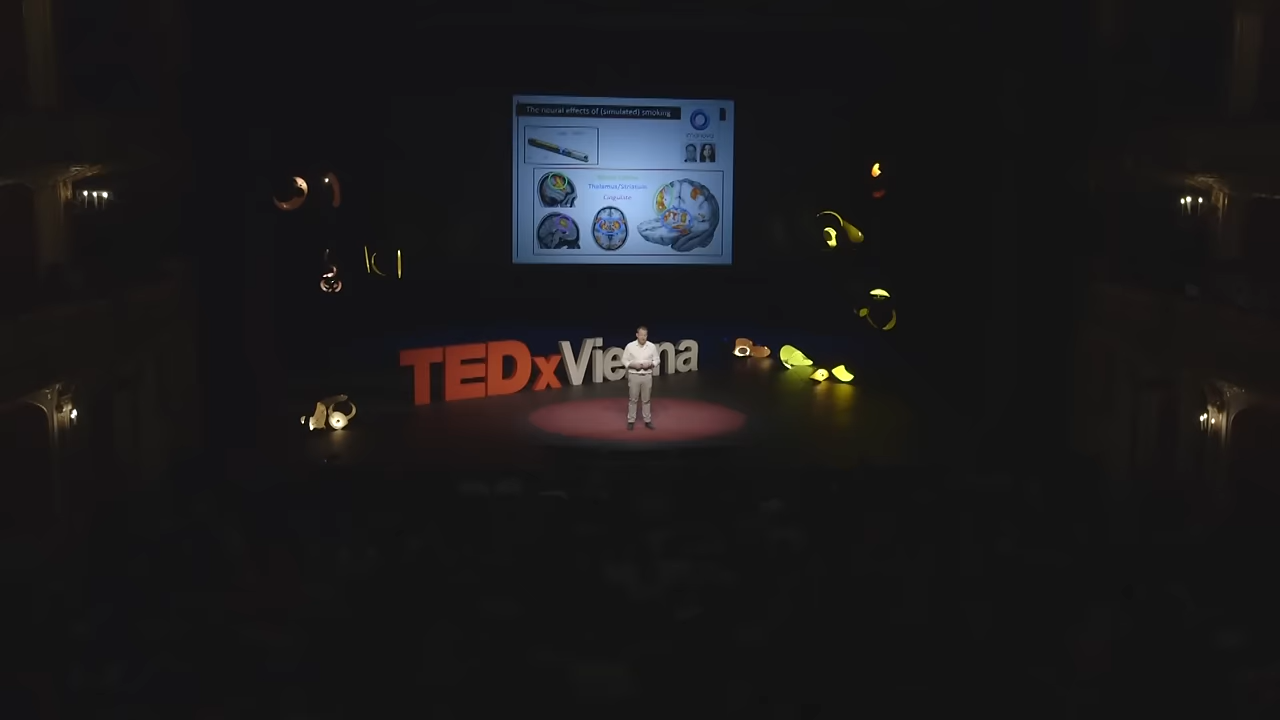 The neural effects of (simulated) smoking
Thalamus/Striatum
Cingulate
TEDxVienna